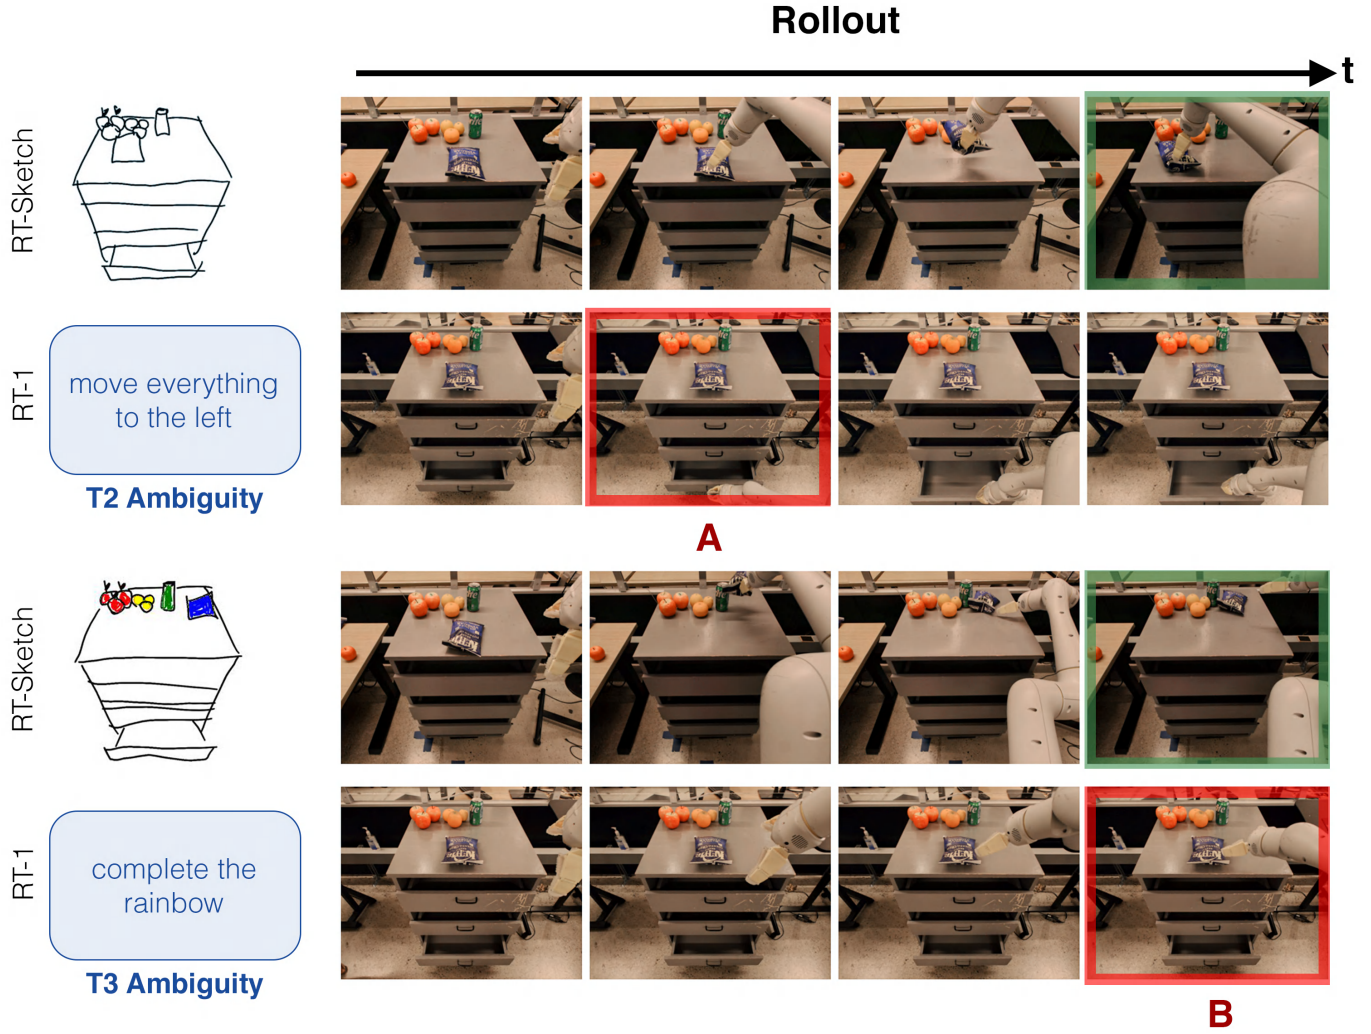 Rollout
t
RT-Sketch
RT-1
move everything
to the left
T2 Ambiguity
A
RT-Sketch
RT-1
complete the
rainbow
T3 Ambiguity
B